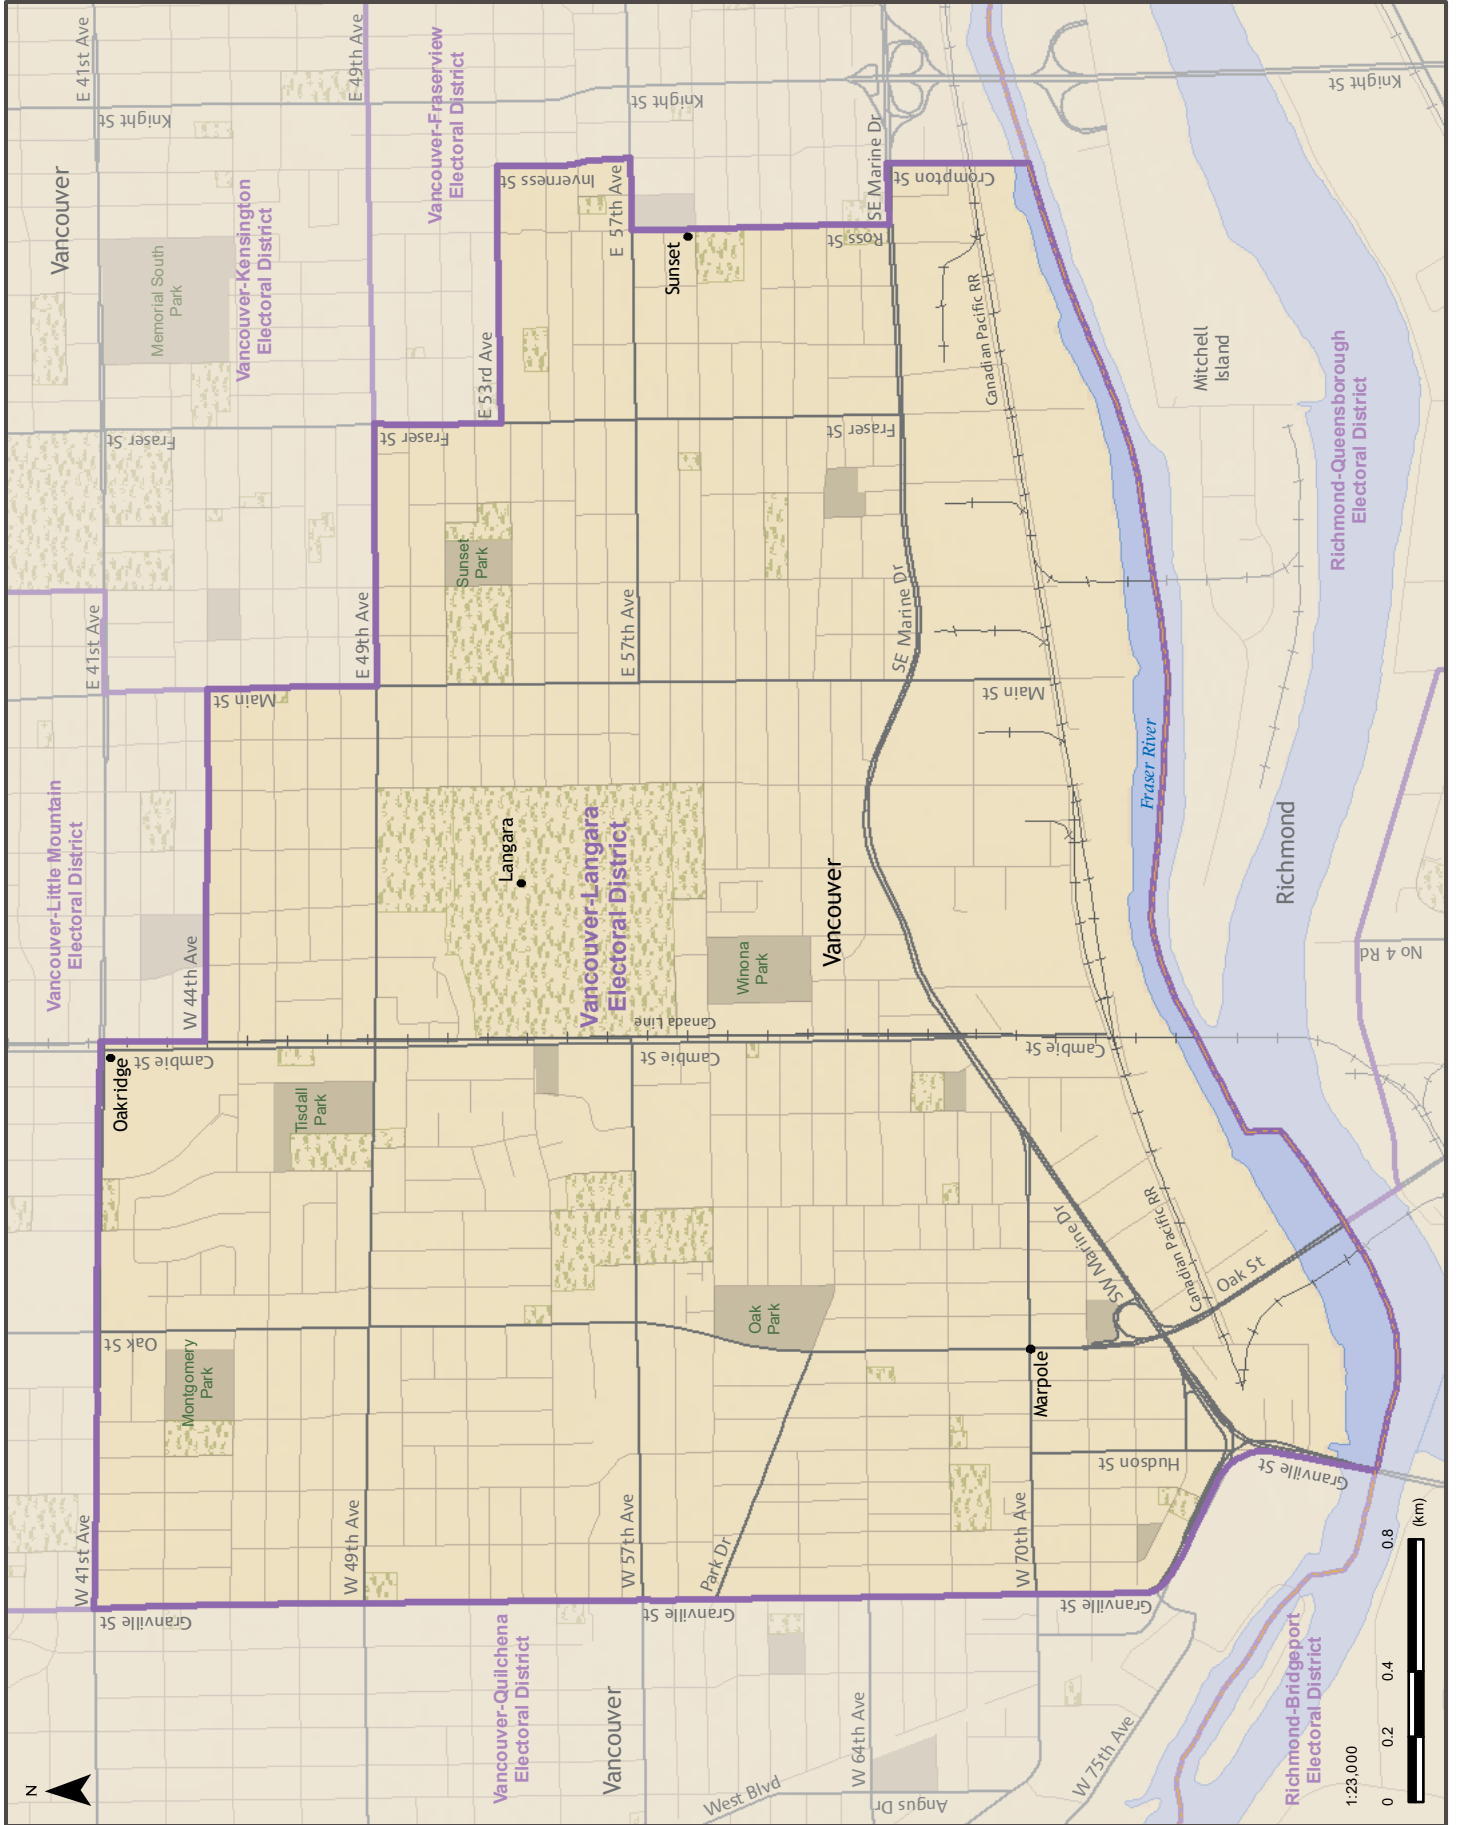 N
W 41st Ave
E 41st Ave
E 41st Ave
Vancouver-Little Mountain
Electoral District
Vancouver
Oakridge
Granville St
Oak St
Cambie St
Fraser St
Knight St
Montgomery
Park
W 44th Ave
Main St
Memorial South
Park
Vancouver-Kensington
Electoral District
Tisdall
Park
W 49th Ave
E 49th Ave
E 49th Ave
Fraser St
Vancouver-Fraserview
Electoral District
Sunset
Park
E 53rd Ave
Inverness St
Vancouver-Quilchena
Electoral District
Langara
Vancouver-Langara
Electoral District
Vancouver
W 57th Ave
E 57th Ave
E 57th Ave
Granville St
Cambie St
Canada Line
Knight St
Sunset
Park Dr
West Blvd
Oak
Park
Winona
Park
Vancouver
Fraser St
Ross St
W 64th Ave
Angus Dr
SE Marine Dr
SE Marine Dr
Crompton St
Canadian Pacific RR
Main St
W 70th Ave
Marpole
Granville St
Cambie St
Hudson St
W 75th Ave
SW Marine Dr
Canadian Pacific RR
Oak St
Fraser River
Mitchell
Island
Granville St
Richmond
Richmond-Bridgeport
Electoral District
Richmond-Queensborough
Electoral District
No 4 Rd
Knight St
1:23,000
0
0.2
0.4
0.8
(km)